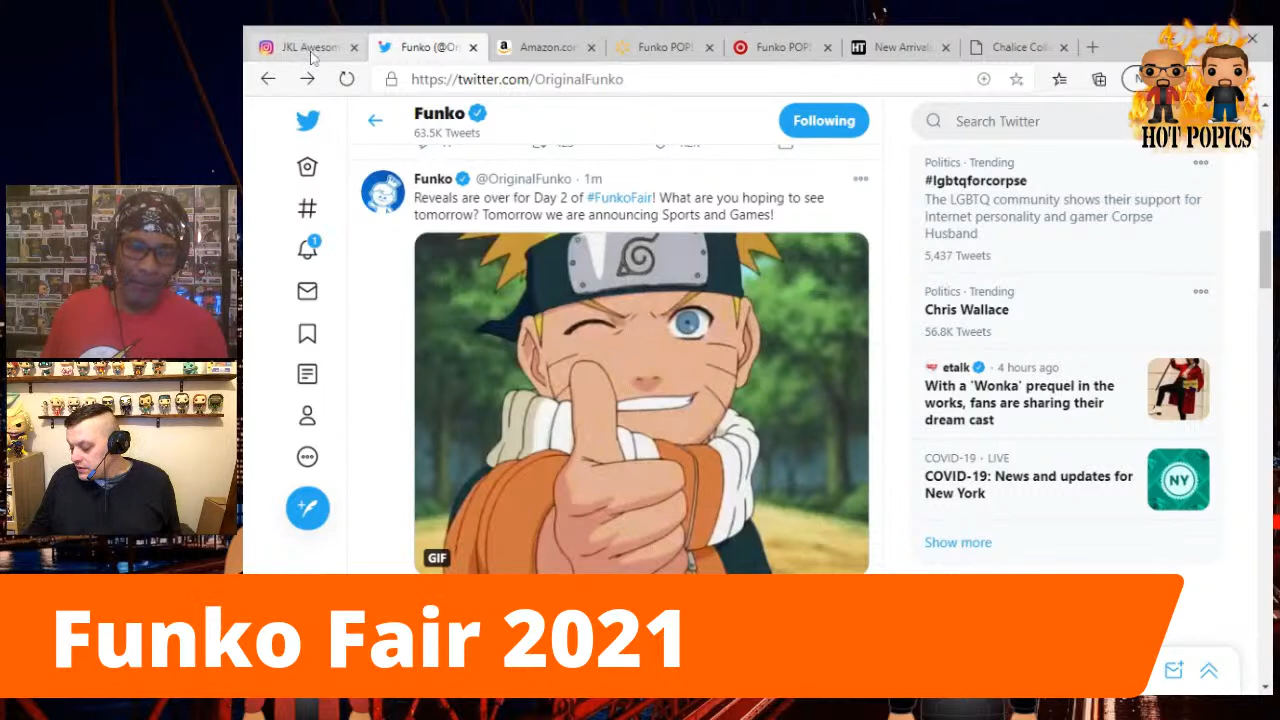 JKL Awesom
Funko (@Ori
Amazon.com
Funko POP!
Funko POP!
HT
New Arrivals
Chalice Coll
https://twitter.com/OriginalFunko
N
HOT POPICS
Funko
63.5K Tweets
Following
Search Twitter
Funko @OriginalFunko · 1m
Reveals are over for Day 2 of #FunkoFair! What are you hoping to see
tomorrow? Tomorrow we are announcing Sports and Games!
GIF
1
Politics · Trending
#lgbtqforcorpse
The LGBTQ community shows their support for
Internet personality and gamer Corpse
Husband
5,437 Tweets
Politics · Trending
Chris Wallace
56.8K Tweets
etalk · 4 hours ago
With a 'Wonka' prequel in the
works, fans are sharing their
dream cast
COVID-19 · LIVE
COVID-19: News and updates for
New York
NY
Show more
Funko Fair 2021